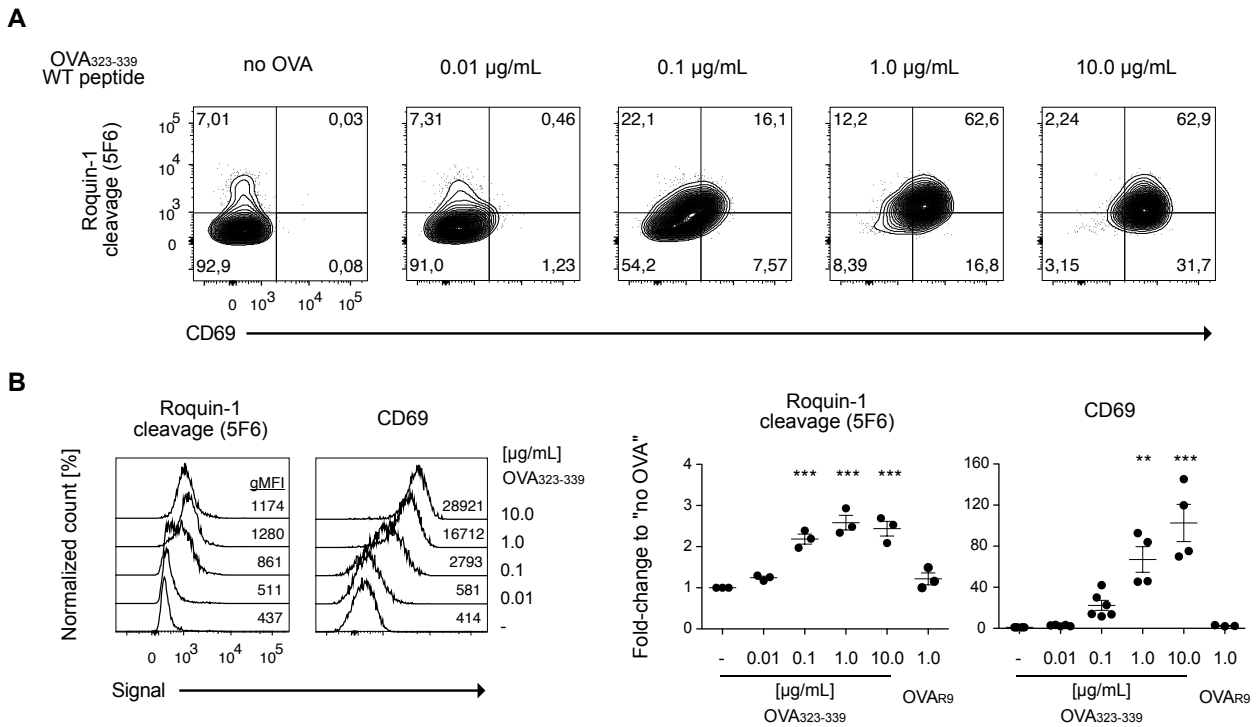 A
OVA323-339
WT peptide
no OVA
0.01 µg/mL
0.1 µg/mL
1.0 µg/mL
10.0 µg/mL
Roquin-1
cleavage (5F6)
10^5
10^4
10^3
0
7,01 0,03
92,9 0,08
7,31 0,46
91,0 1,23
22,1 16,1
54,2 7,57
12,2 62,6
8,39 16,8
2,24 62,9
3,15 31,7
0 10^3 10^4 10^5
CD69
B
Roquin-1
cleavage (5F6)
CD69
[µg/mL]
OVA323-339
Normalized count [%]
gMFI
1174 28921 10.0
1280 16712 1.0
861 2793 0.1
511 581 0.01
437 414 -
0 10^3 10^4 10^5
Signal
Roquin-1
cleavage (5F6)
Fold-change to "no OVA"
4
3
2
1
0
*** *** ***
- 0.01 0.1 1.0 10.0 1.0
[µg/mL]
OVA323-339
OVAR9
CD69
160
120
80
40
0
** ***
- 0.01 0.1 1.0 10.0 1.0
[µg/mL]
OVA323-339
OVAR9